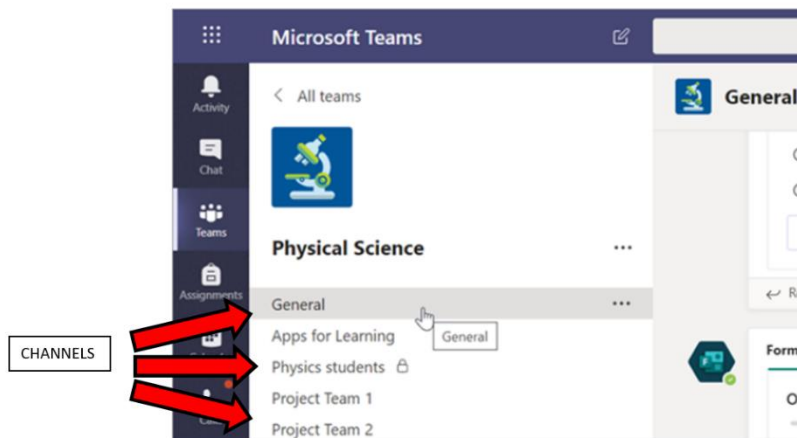 Microsoft Teams
Activity
Chat
Teams
Assignments
CHANNELS
All teams
Physical Science
General
General
Apps for Learning
Physics students
Project Team 1
Project Team 2
General
Form